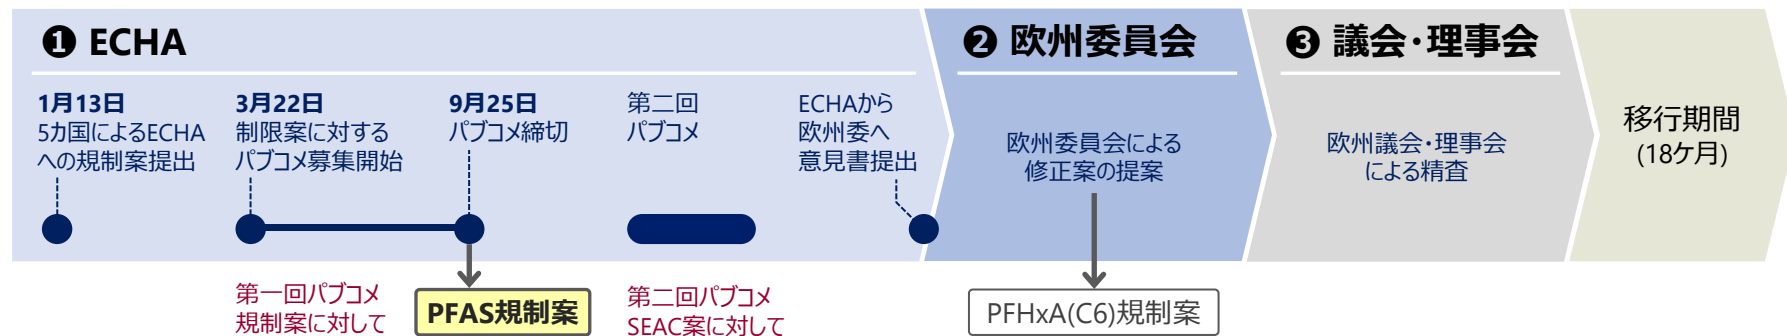 ❶ ECHA
1月13日
5カ国によるECHA
への規制案提出
3月22日
制限案に対する
パブコメ募集開始
9月25日
パブコメ締切
第二回
パブコメ
ECHAから
欧州委へ
意見書提出
第一回パブコメ
規制案に対して
PFAS規制案
第二回パブコメ
SEAC案に対して
❷ 欧州委員会
欧州委員会による
修正案の提案
PFHxA(C6)規制案
❸ 議会・理事会
欧州議会・理事会
による精査
移行期間
(18ケ月)